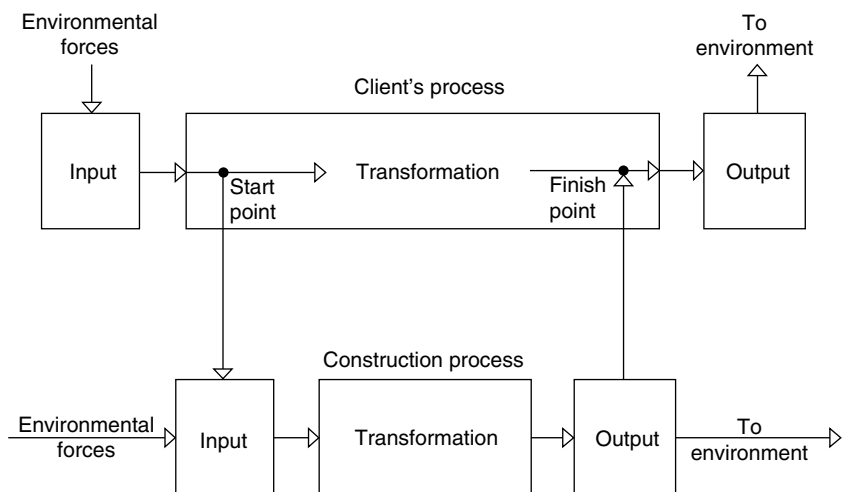 Environmental
forces
To
environment
Client's process
Input
Transformation
Output
Start
point
Finish
point
Construction process
Environmental
forces
Input
Transformation
Output
To
environment